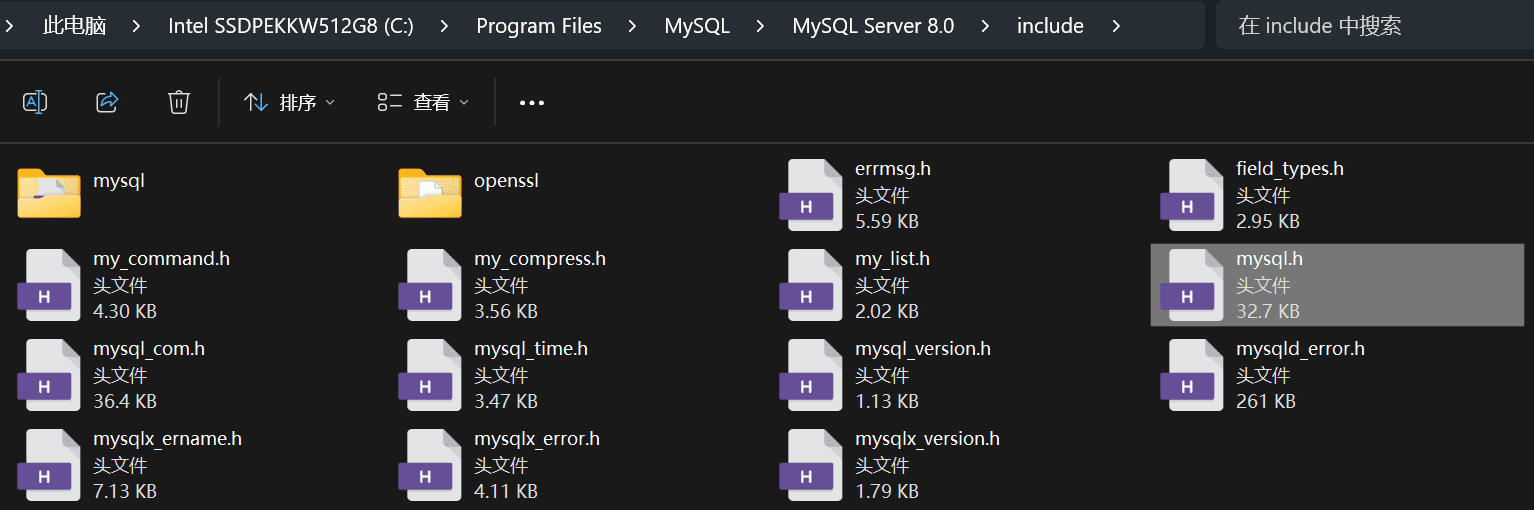 此电脑 Intel SSDPEKKW512G8 (C:) Program Files MySQL MySQL Server 8.0 include 在 include 中搜索
排序 查看
mysql
openssl
errmsg.h
头文件
5.59 KB
field_types.h
头文件
2.95 KB
my_command.h
头文件
4.30 KB
my_compress.h
头文件
3.56 KB
my_list.h
头文件
2.02 KB
mysql.h
头文件
32.7 KB
mysql_com.h
头文件
36.4 KB
mysql_time.h
头文件
3.47 KB
mysql_version.h
头文件
1.13 KB
mysqld_error.h
头文件
261 KB
mysqlx_ername.h
头文件
7.13 KB
mysqlx_error.h
头文件
4.11 KB
mysqlx_version.h
头文件
1.79 KB